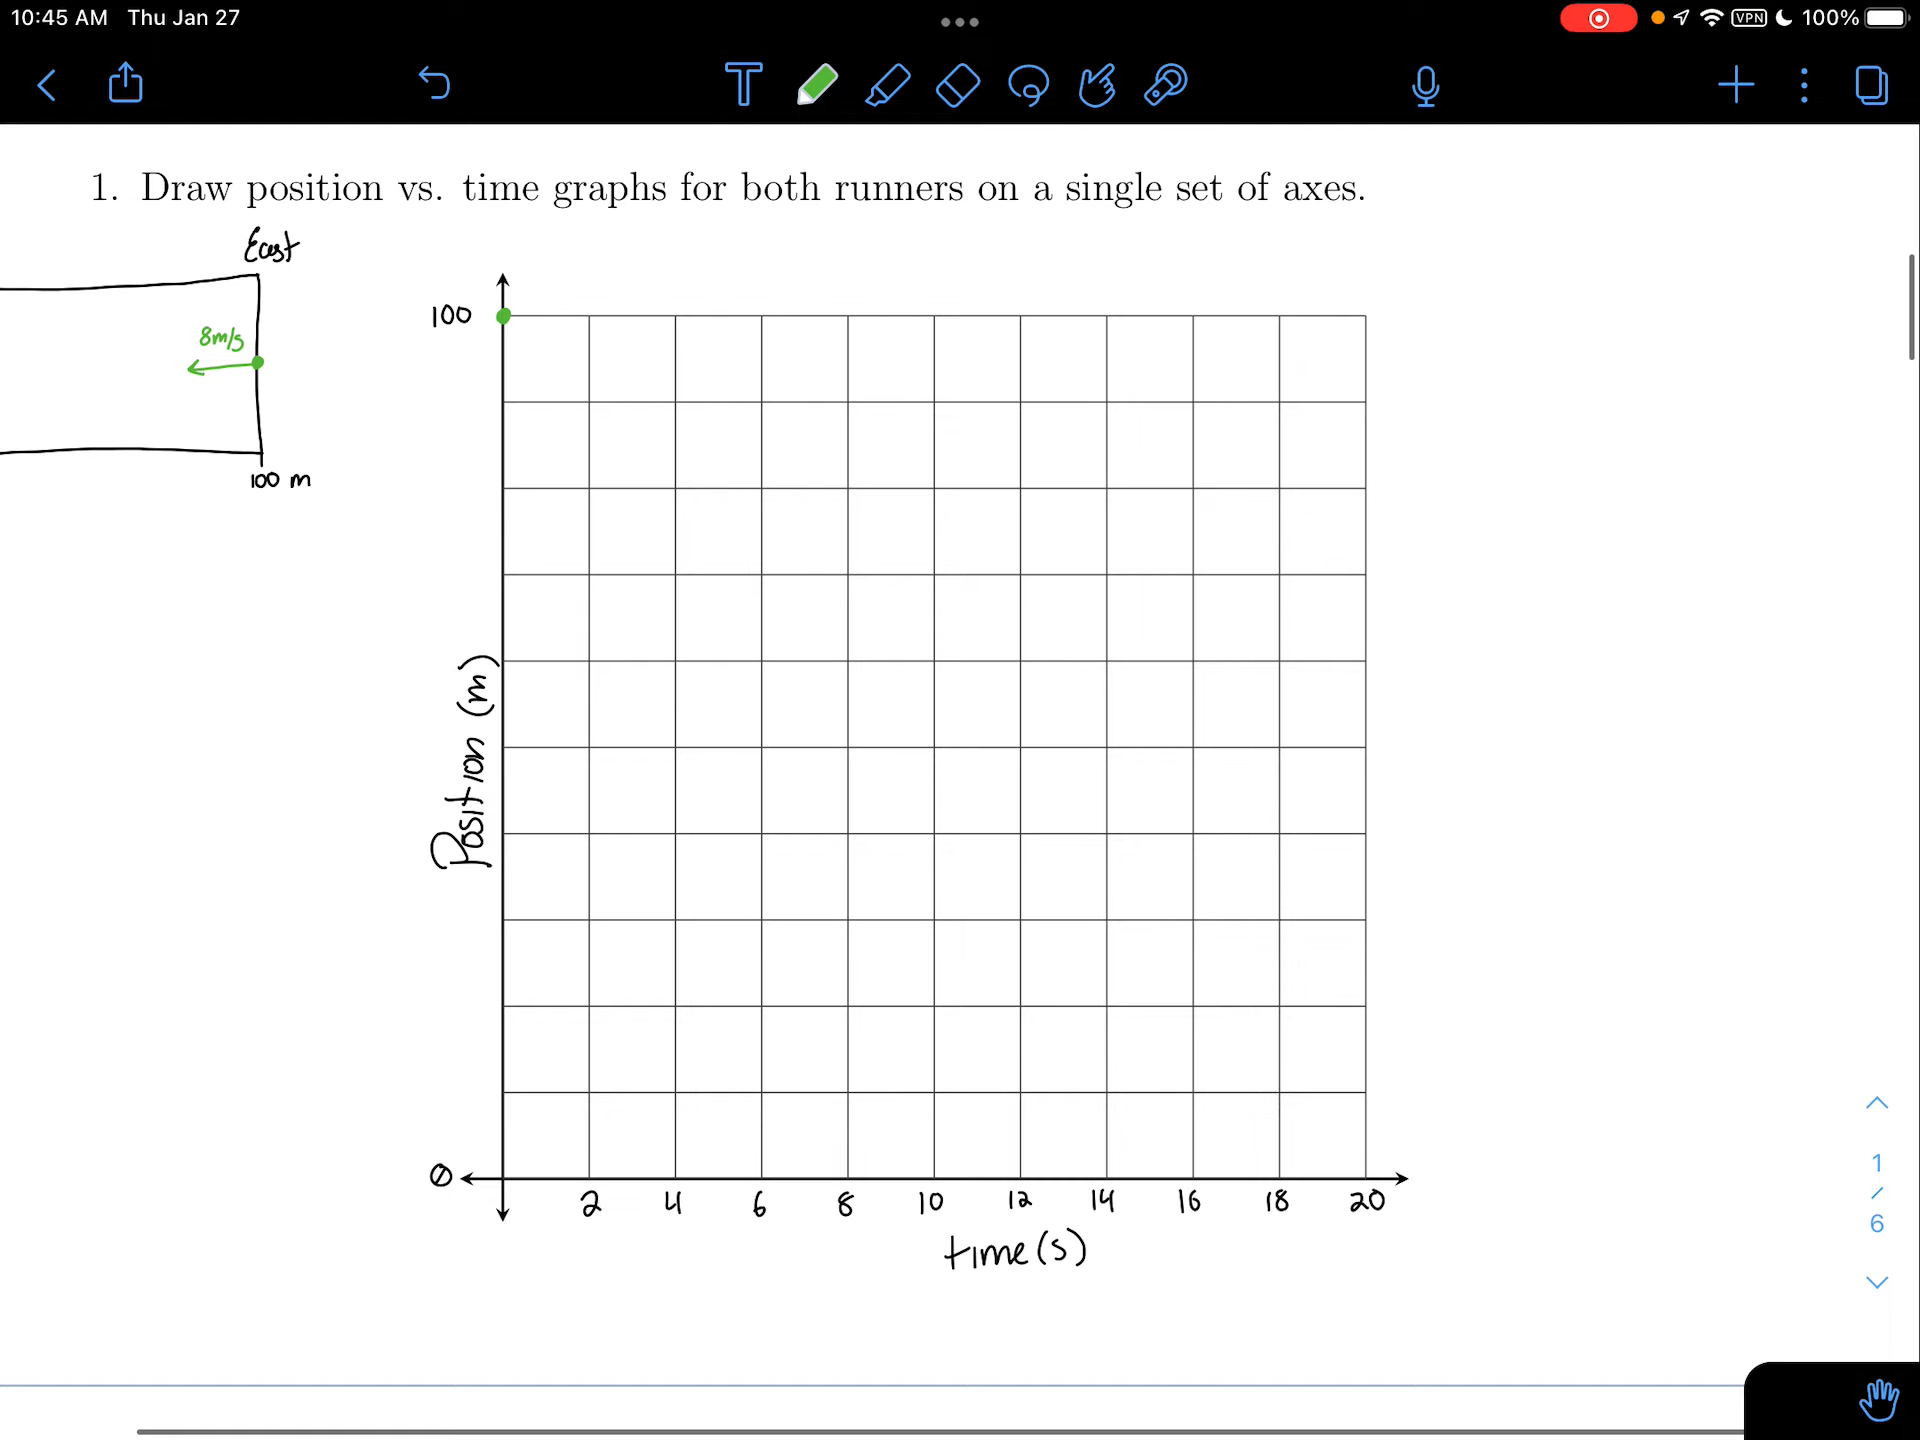 10:45 AM Thu Jan 27
VPN 100%
T
1. Draw position vs. time graphs for both runners on a single set of axes.
East
8m/s
100 m
100
Position (m)
0
2 4 6 8 10 12 14 16 18 20
time (s)
1
/
6